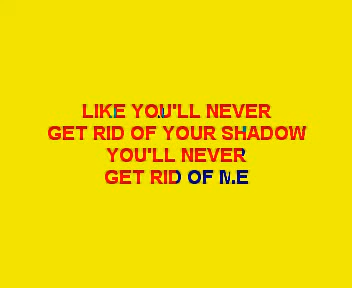 LIKE YOU'LL NEVER
GET RID OF YOUR SHADOW
YOU'LL NEVER
GET RID OF ME